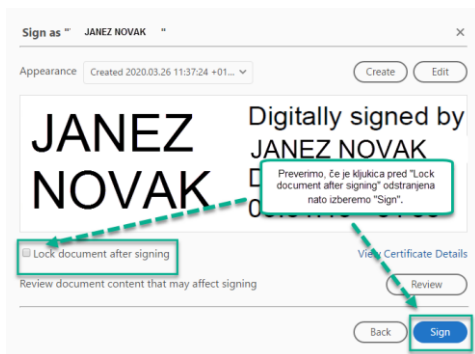 Sign as "   JANEZ NOVAK   "
Appearance Created 2020.03.26 11:37:24 +01... Create Edit
JANEZ
NOVAK
Digitally signed by
JANEZ NOVAK
Preverimo, če je kljukica pred "Lock
document after signing" odstranjena
nato izberemo "Sign".
Lock document after signing
View Certificate Details
Review document content that may affect signing
Review
Back Sign